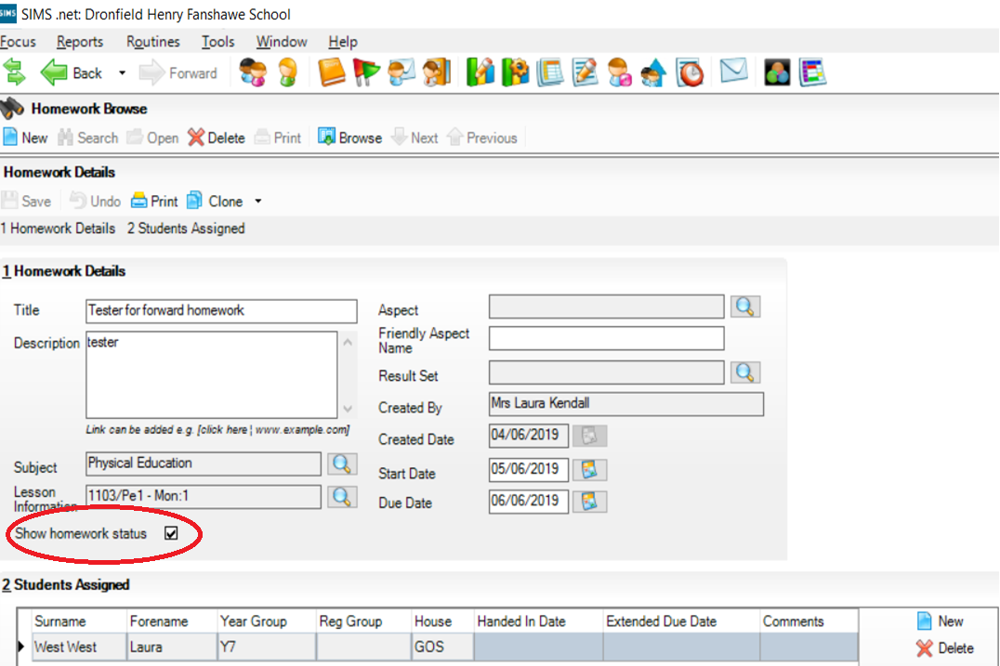 SIMS SIMS .net: Dronfield Henry Fanshawe School
Focus Reports Routines Tools Window Help
Back Forward
Homework Browse
New Search Open Delete Print Browse Next Previous
Homework Details
Save Undo Print Clone
1 Homework Details 2 Students Assigned
1 Homework Details
Title Tester for forward homework Aspect
Description tester Friendly Aspect
Name
Result Set
Created By Mrs Laura Kendall
Link can be added e.g. [click here¦www.example.com]
Created Date 04/06/2019
Subject Physical Education Start Date 05/06/2019
Lesson
Information 1103/Pe1 - Mon:1 Due Date 06/06/2019
Show homework status
2 Students Assigned
Surname Forename Year Group Reg Group House Handed In Date Extended Due Date Comments New
West West Laura Y7 GOS Delete